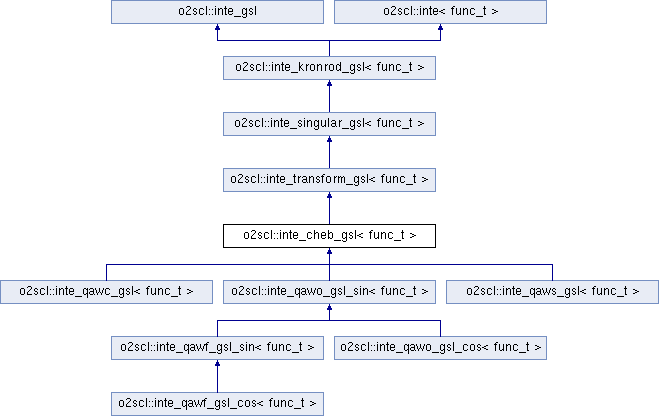 o2scl::inte_gsl
o2scl::inte< func_t >
o2scl::inte_kronrod_gsl< func_t >
o2scl::inte_singular_gsl< func_t >
o2scl::inte_transform_gsl< func_t >
o2scl::inte_cheb_gsl< func_t >
o2scl::inte_qawc_gsl< func_t >
o2scl::inte_qawo_gsl_sin< func_t >
o2scl::inte_qaws_gsl< func_t >
o2scl::inte_qawf_gsl_sin< func_t >
o2scl::inte_qawo_gsl_cos< func_t >
o2scl::inte_qawf_gsl_cos< func_t >